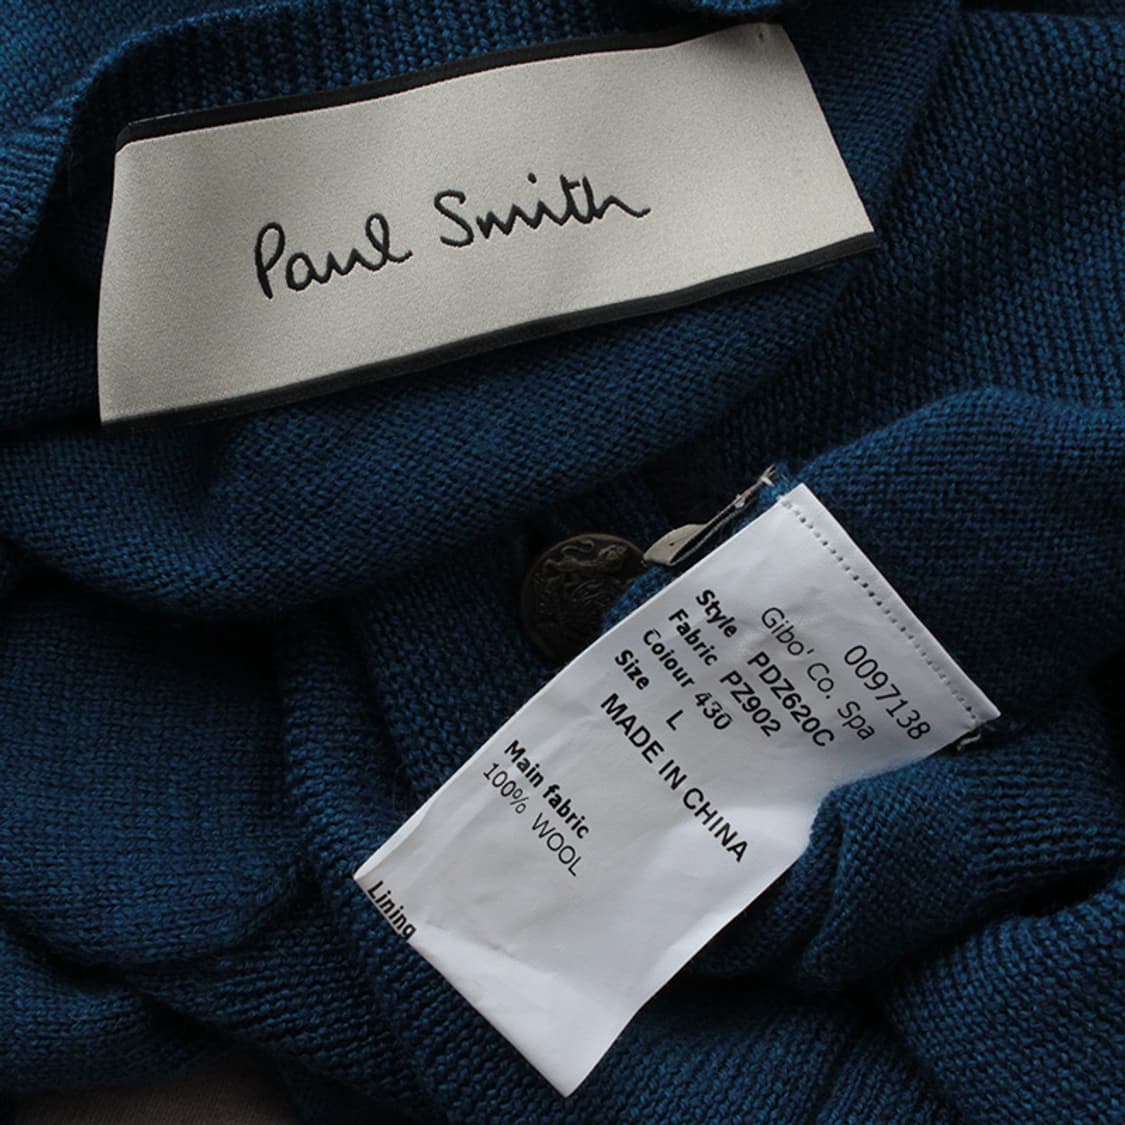 Paul Smith
0097138
Gibo' Co. Spa
Style PDZ620C
Fabric PZ902
Colour 430
Size L
MADE IN CHINA
Main fabric
100% WOOL
Lining